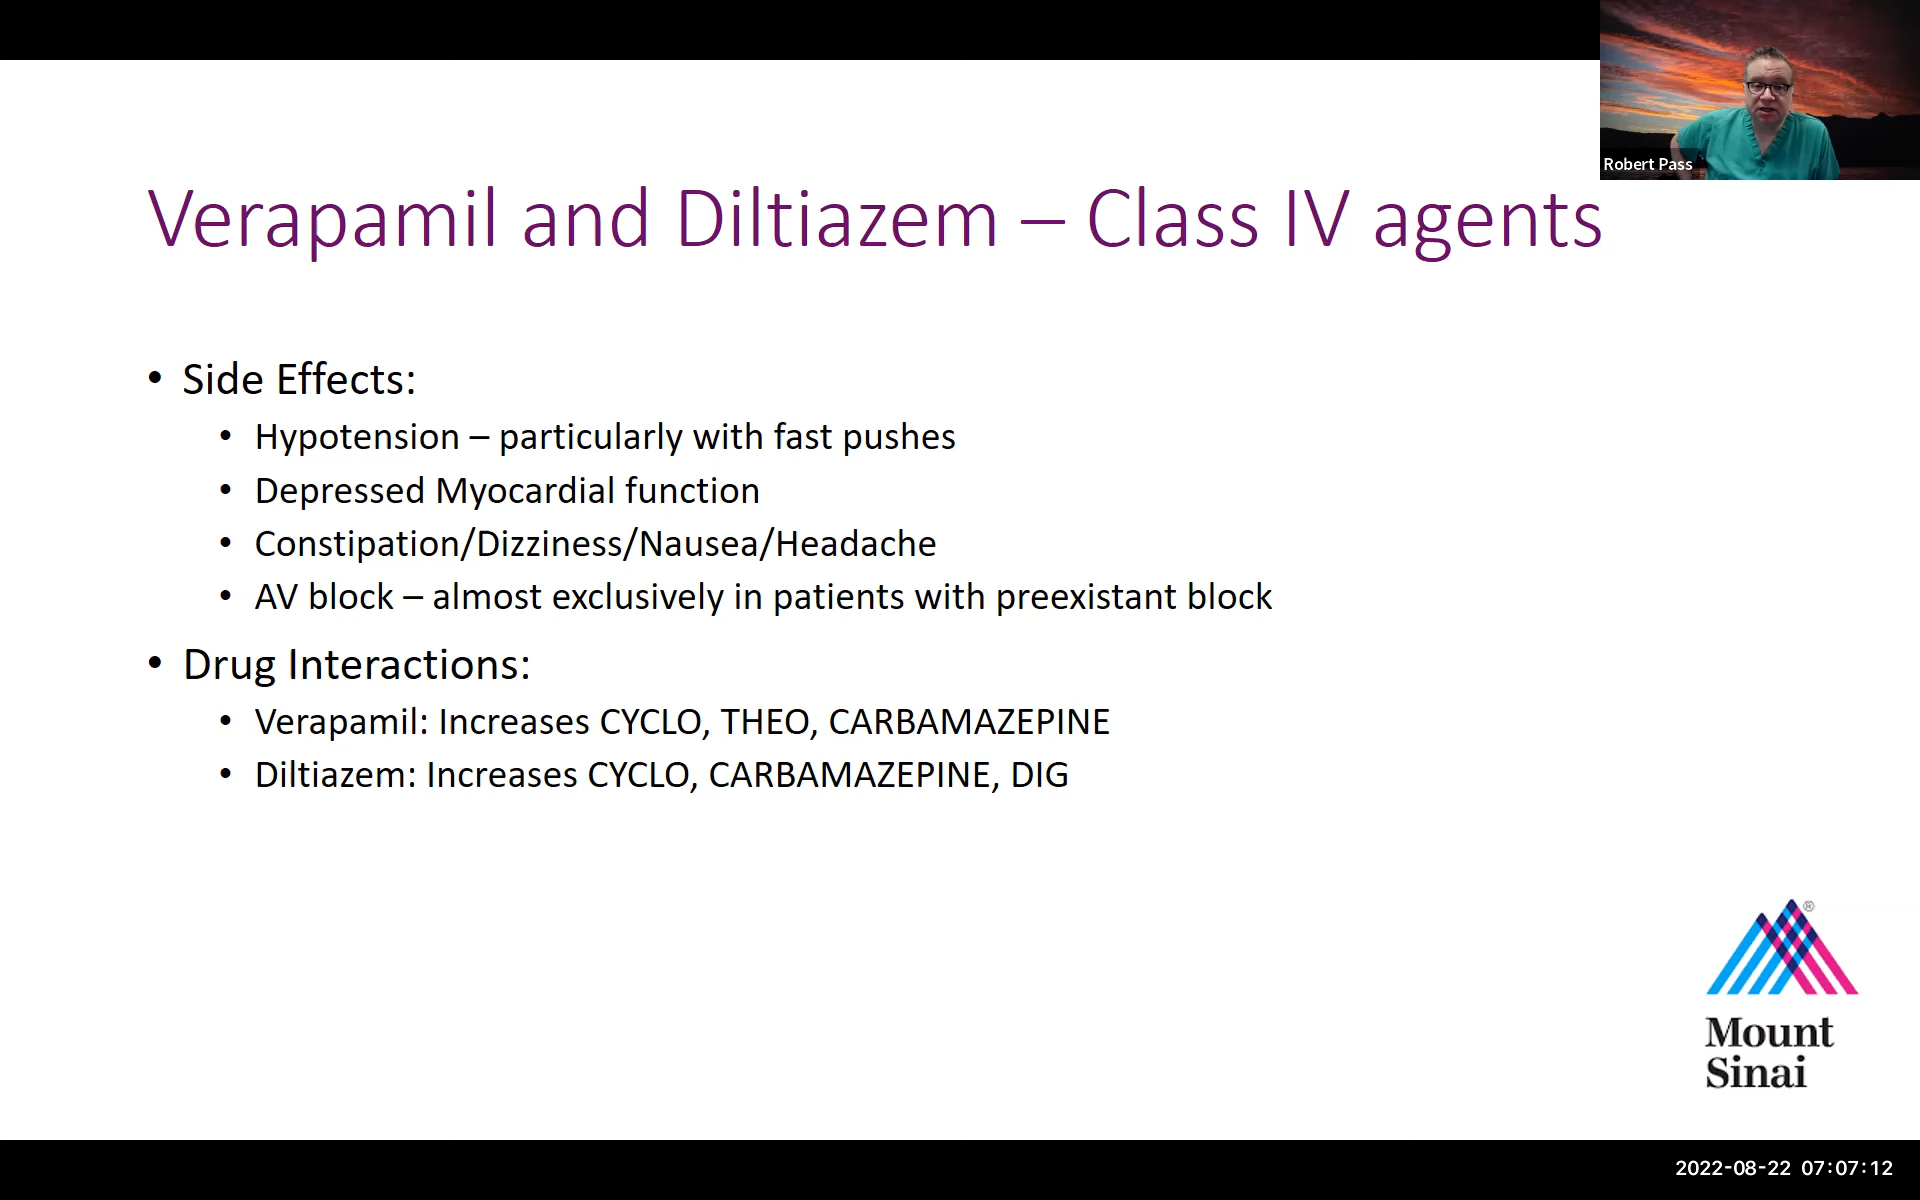 Robert Pass
Verapamil and Diltiazem – Class IV agents
• Side Effects:
• Hypotension – particularly with fast pushes
• Depressed Myocardial function
• Constipation/Dizziness/Nausea/Headache
• AV block – almost exclusively in patients with preexistant block
• Drug Interactions:
• Verapamil: Increases CYCLO, THEO, CARBAMAZEPINE
• Diltiazem: Increases CYCLO, CARBAMAZEPINE, DIG
®
Mount
Sinai
2022-08-22 07:07:12